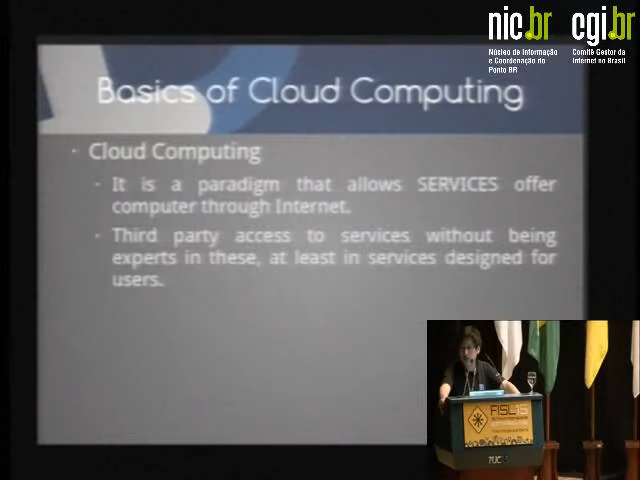 nic.br cgi.br
Núcleo de Informação
e Coordenação do
Ponto BR
Comitê Gestor da
Internet no Brasil
Basics of Cloud Computing
Cloud Computing
It is a paradigm that allows SERVICES offer
computer through Internet.
Third party access to services without being
experts in these, at least in services designed for
users.
FISL15
PUCRS